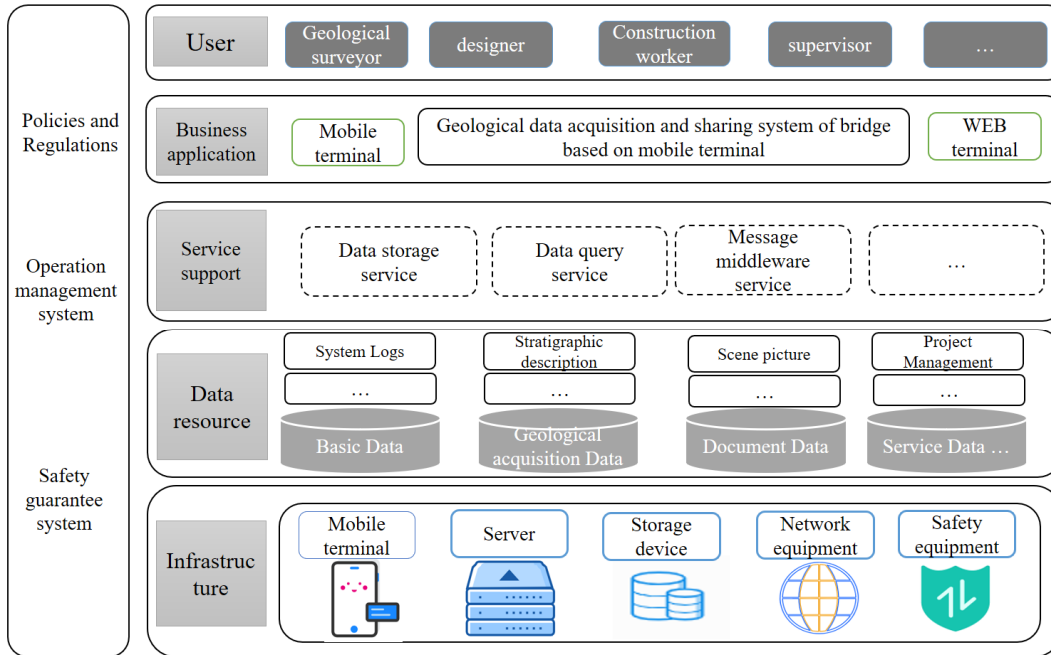 Policies and
Regulations
Operation
management
system
Safety
guarantee
system
User
Geological
surveyor
designer
Construction
worker
supervisor
…
Business
application
Mobile
terminal
Geological data acquisition and sharing system of bridge
based on mobile terminal
WEB
terminal
Service
support
Data storage
service
Data query
service
Message
middleware
service
…
Data
resource
System Logs
…
Basic Data
Stratigraphic
description
…
Geological
acquisition Data
Scene picture
…
Document Data
Project
Management
…
Service Data …
Infrastruc
ture
Mobile
terminal
Server
Storage
device
Network
equipment
Safety
equipment